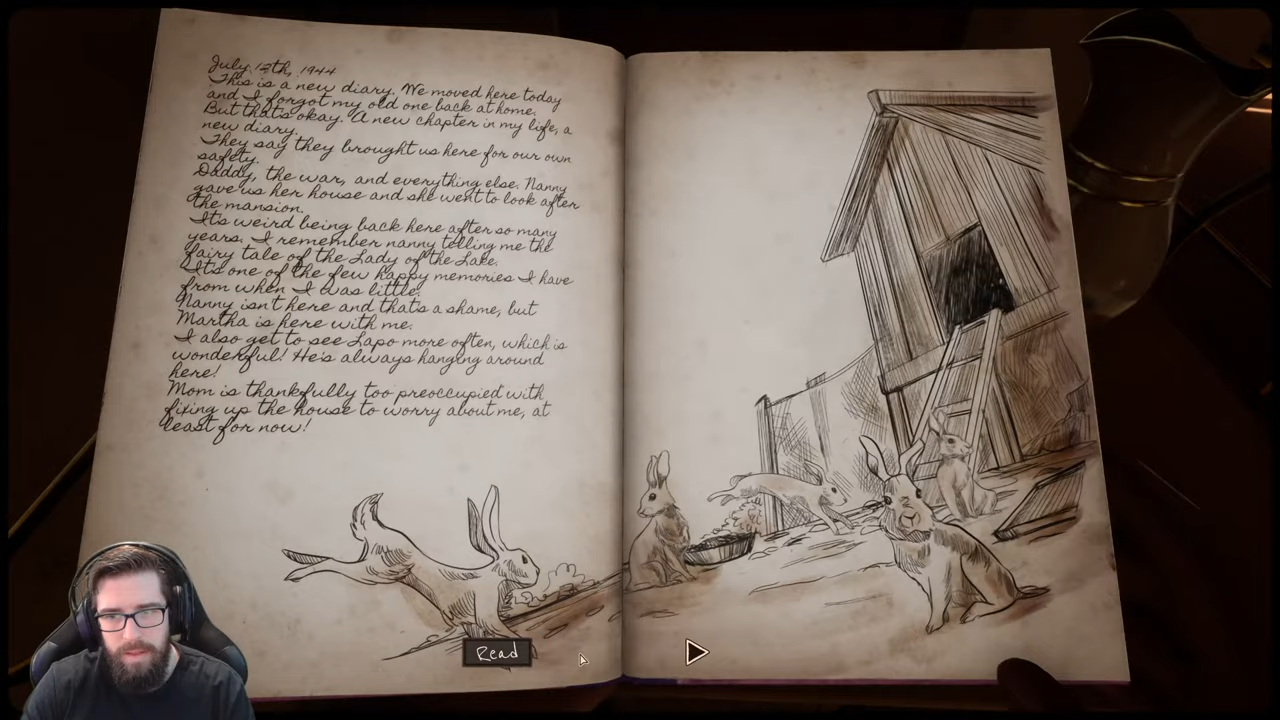 July 12th, 1944
This is a new diary. We moved here today
and I forgot my old one back at home.
But that's okay. A new chapter in my life, a
new diary.
They say they brought us here for our own
safety.
Daddy, the war, and everything else. Nanny
gave us her house and she went to look after
the mansion.
It's weird being back here after so many
years. I remember nanny telling me the
fairy tale of the Lady of the Lake.
It's one of the few happy memories I have
from when I was little.
Nanny isn't here and that's a shame, but
Martha is here with me.
I also get to see Lapo more often, which is
wonderful! He's always hanging around
here!
Mom is thankfully too preoccupied with
fixing up the house to worry about me, at
least for now!
Read